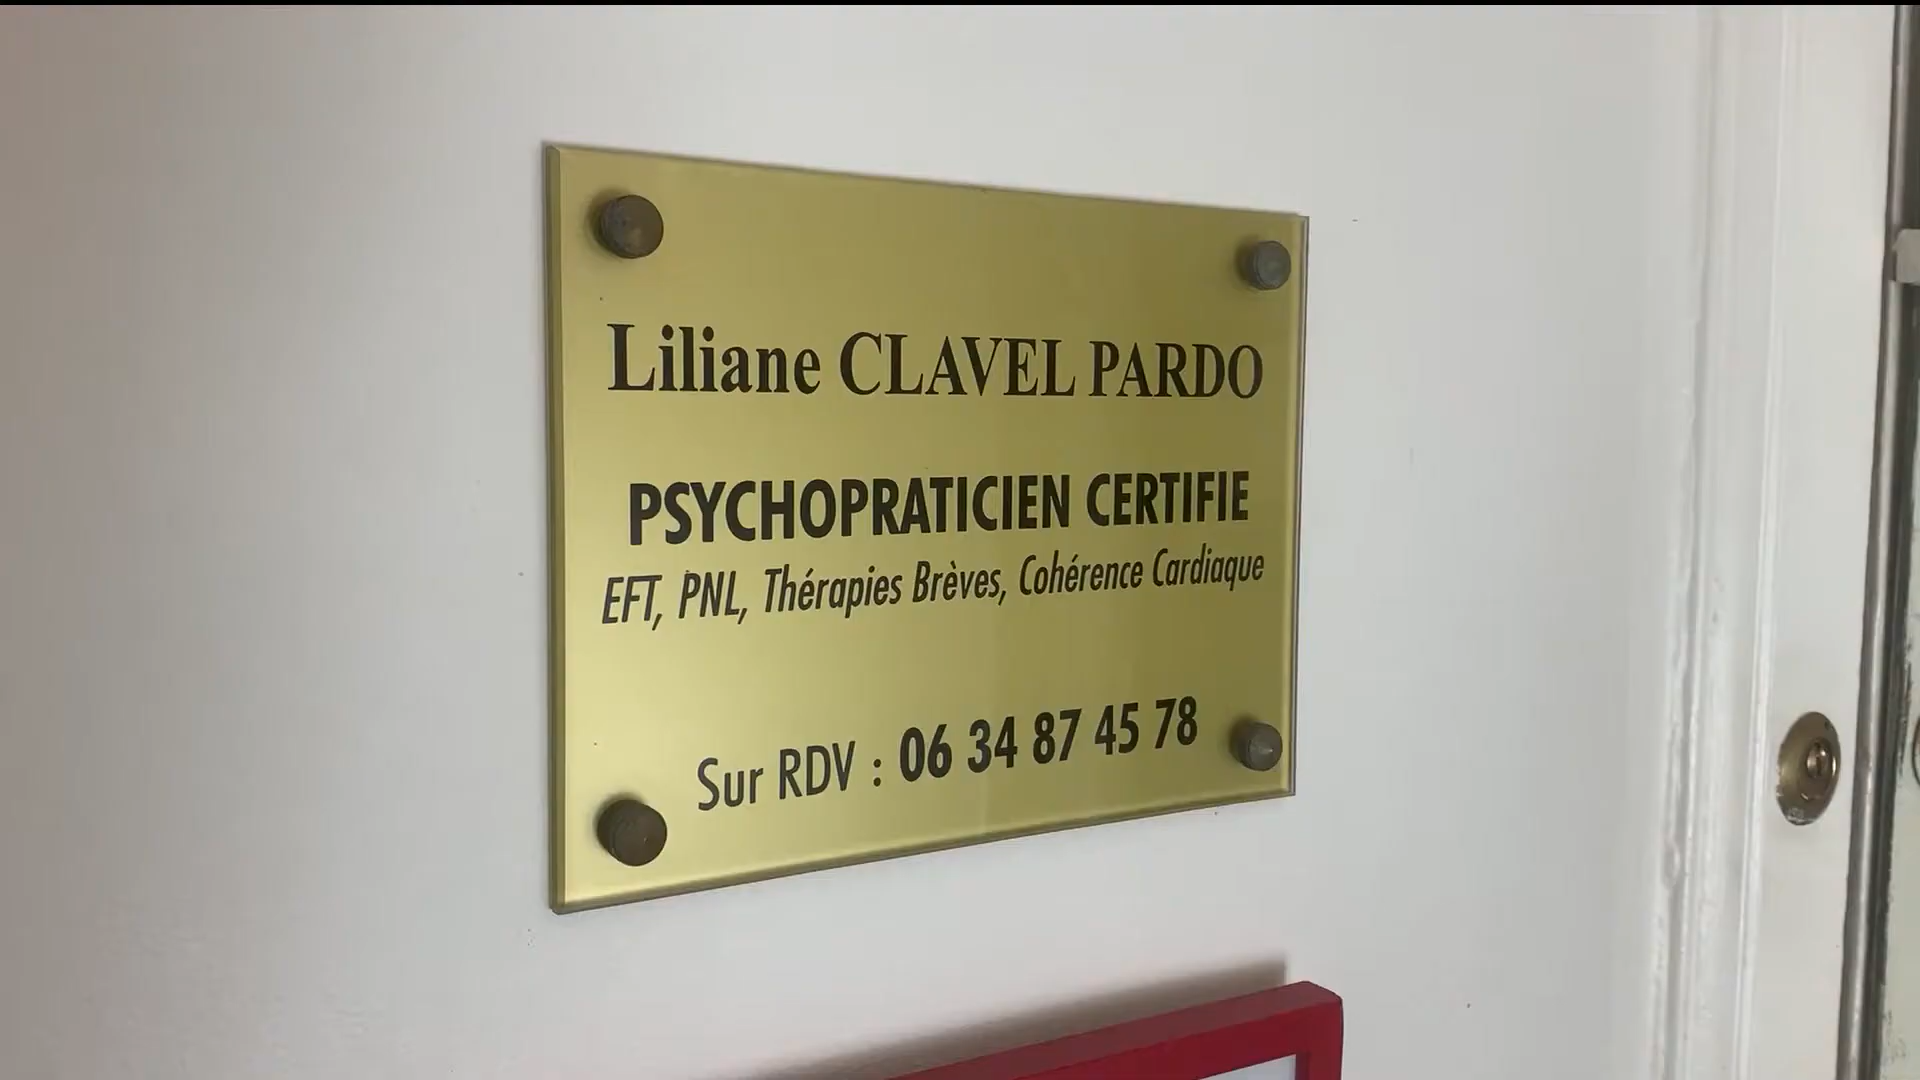 Liliane CLAVEL PARDO
PSYCHOPRATICIEN CERTIFIE
EFT, PNL, Thérapies Brèves, Cohérence Cardiaque
Sur RDV : 06 34 87 45 78